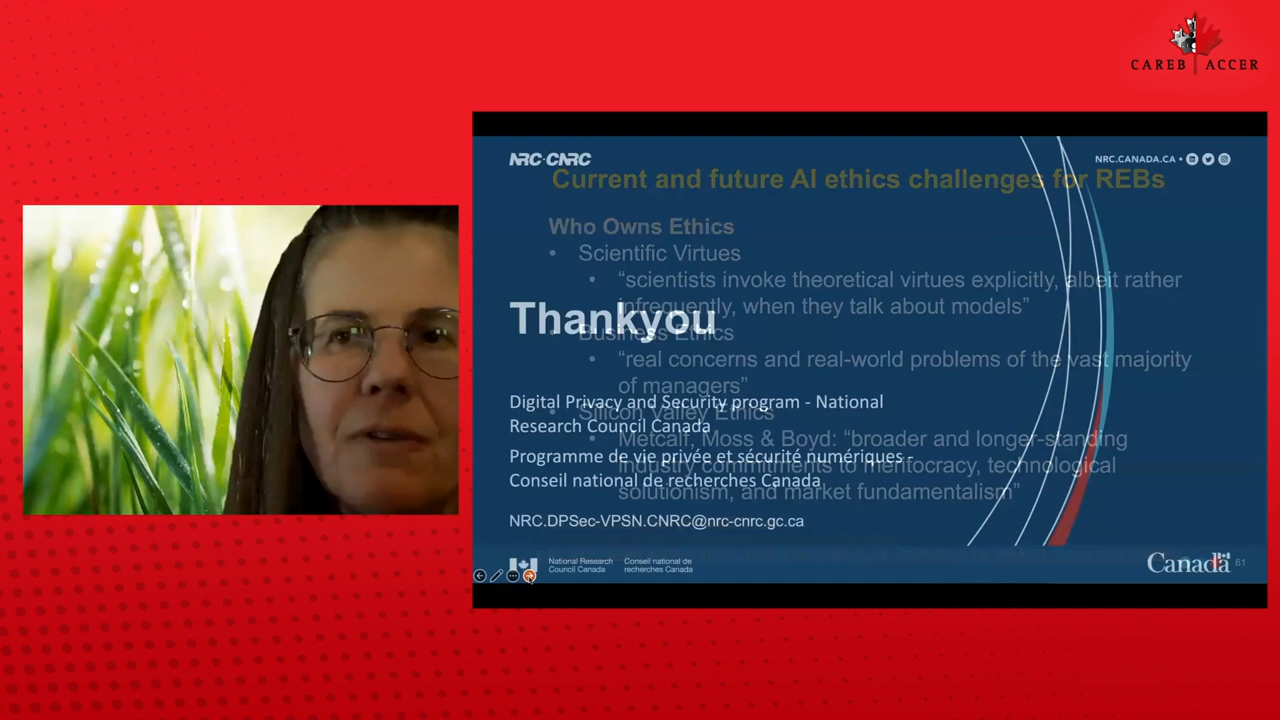 CAREB ACCER
NRC·CNRC
NRC.CANADA.CA •
Current and future AI ethics challenges for REBs
Who Owns Ethics
• Scientific Virtues
• “scientists invoke theoretical virtues explicitly, albeit rather
infrequently, when they talk about models”
Thankyou
• Business Ethics
• “real concerns and real-world problems of the vast majority
of managers”
• Silicon Valley Ethics
• Metcalf, Moss & Boyd: “broader and longer-standing
industry commitments to meritocracy, technological
solutionism, and market fundamentalism”
Digital Privacy and Security program - National
Research Council Canada
Programme de vie privée et sécurité numériques -
Conseil national de recherches Canada
NRC.DPSec-VPSN.CNRC@nrc-cnrc.gc.ca
National Research
Council Canada
Conseil national de
recherches Canada
Canada
61